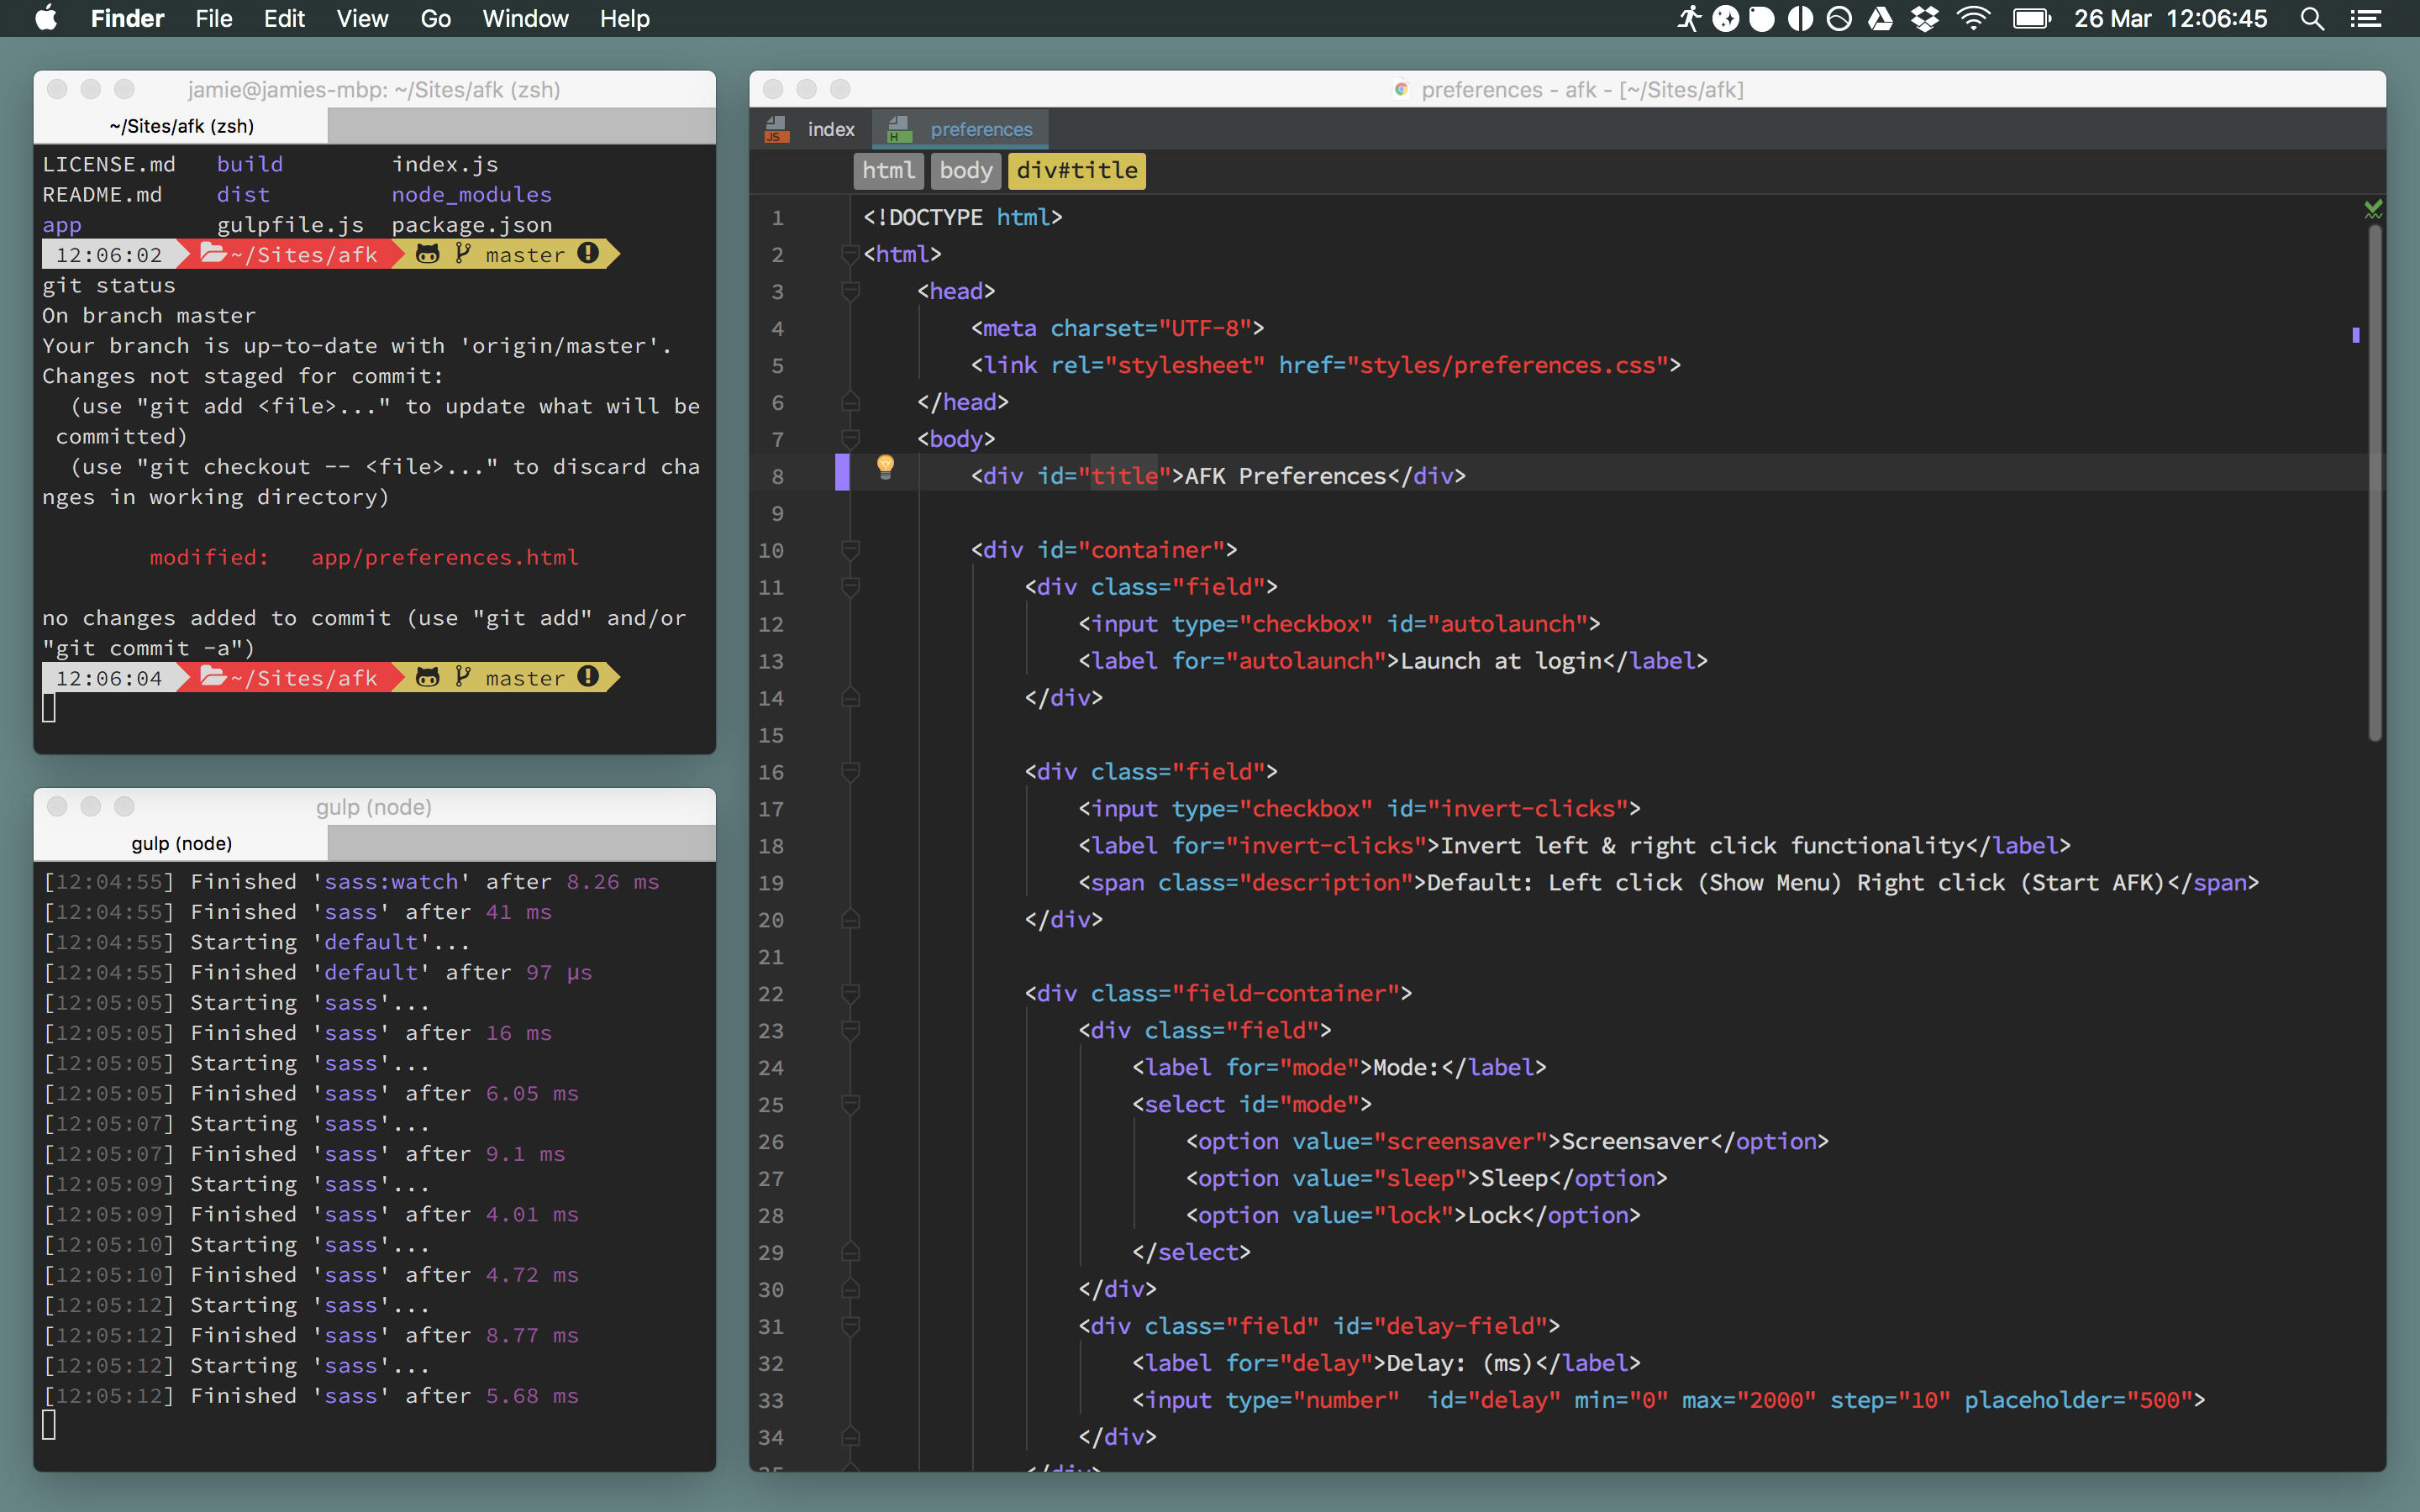 Finder File Edit View Go Window Help 26 Mar 12:06:45
jamie@jamies-mbp: ~/Sites/afk (zsh)
~/Sites/afk (zsh)
LICENSE.md build index.js
README.md dist node_modules
app gulpfile.js package.json
12:06:02 ~/Sites/afk master
git status
On branch master
Your branch is up-to-date with 'origin/master'.
Changes not staged for commit:
(use "git add <file>..." to update what will be
committed)
(use "git checkout -- <file>..." to discard cha
nges in working directory)
modified: app/preferences.html
no changes added to commit (use "git add" and/or
"git commit -a")
12:06:04 ~/Sites/afk master
gulp (node)
gulp (node)
[12:04:55] Finished 'sass:watch' after 8.26 ms
[12:04:55] Finished 'sass' after 41 ms
[12:04:55] Starting 'default'...
[12:04:55] Finished 'default' after 97 μs
[12:05:05] Starting 'sass'...
[12:05:05] Finished 'sass' after 16 ms
[12:05:05] Starting 'sass'...
[12:05:05] Finished 'sass' after 6.05 ms
[12:05:07] Starting 'sass'...
[12:05:07] Finished 'sass' after 9.1 ms
[12:05:09] Starting 'sass'...
[12:05:09] Finished 'sass' after 4.01 ms
[12:05:10] Starting 'sass'...
[12:05:10] Finished 'sass' after 4.72 ms
[12:05:12] Starting 'sass'...
[12:05:12] Finished 'sass' after 8.77 ms
[12:05:12] Starting 'sass'...
[12:05:12] Finished 'sass' after 5.68 ms
preferences - afk - [~/Sites/afk]
JS index H preferences
html body div#title
1 <!DOCTYPE html>
2 <html>
3 <head>
4 <meta charset="UTF-8">
5 <link rel="stylesheet" href="styles/preferences.css">
6 </head>
7 <body>
8 <div id="title">AFK Preferences</div>
9
10 <div id="container">
11 <div class="field">
12 <input type="checkbox" id="autolaunch">
13 <label for="autolaunch">Launch at login</label>
14 </div>
15
16 <div class="field">
17 <input type="checkbox" id="invert-clicks">
18 <label for="invert-clicks">Invert left & right click functionality</label>
19 <span class="description">Default: Left click (Show Menu) Right click (Start AFK)</span>
20 </div>
21
22 <div class="field-container">
23 <div class="field">
24 <label for="mode">Mode:</label>
25 <select id="mode">
26 <option value="screensaver">Screensaver</option>
27 <option value="sleep">Sleep</option>
28 <option value="lock">Lock</option>
29 </select>
30 </div>
31 <div class="field" id="delay-field">
32 <label for="delay">Delay: (ms)</label>
33 <input type="number" id="delay" min="0" max="2000" step="10" placeholder="500">
34 </div>